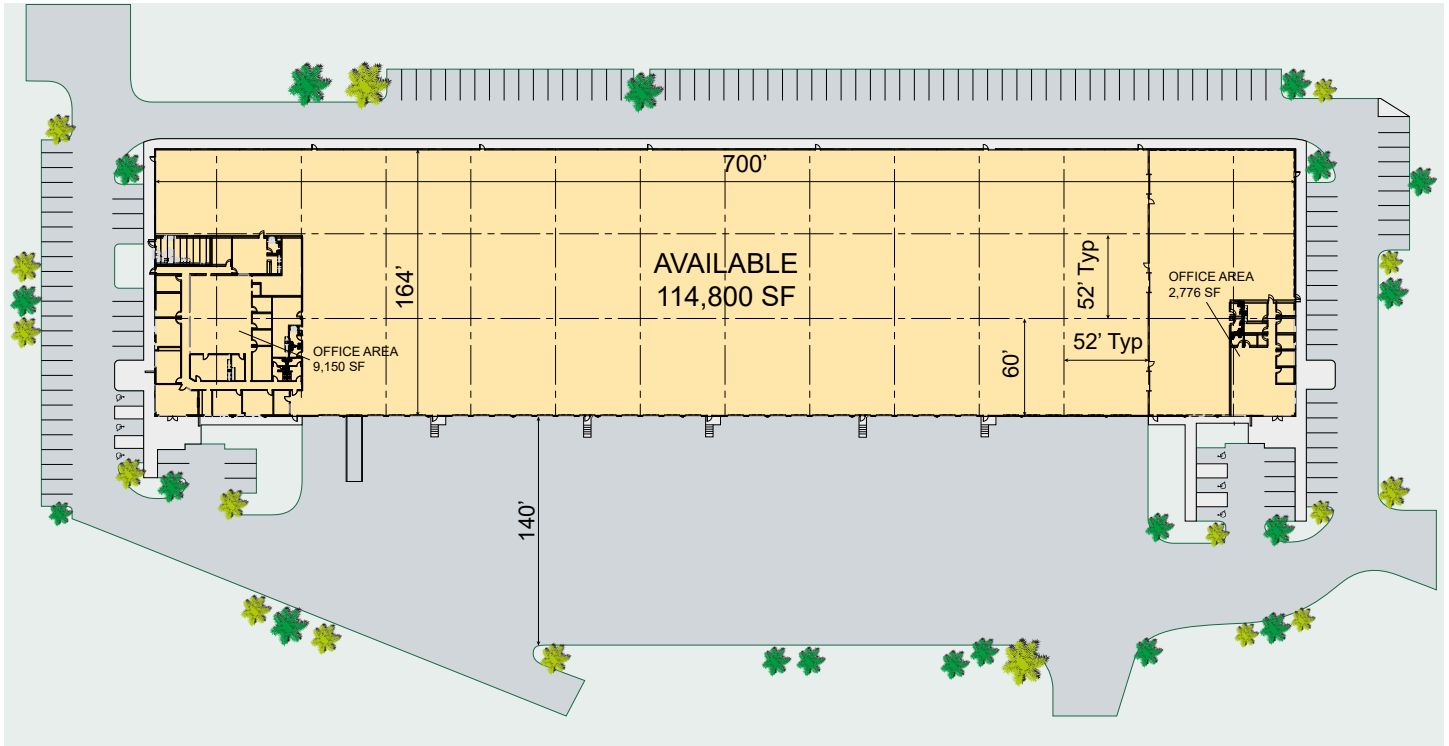 700'
AVAILABLE
114,800 SF
164'
52' Typ
OFFICE AREA
2,776 SF
52' Typ
60'
OFFICE AREA
9,150 SF
140'